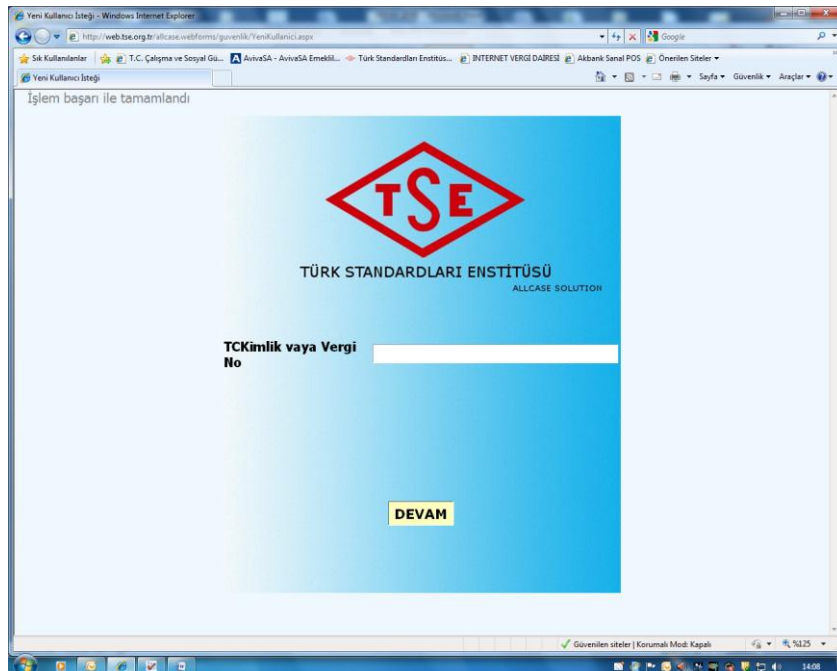 Yeni Kullanıcı İsteği - Windows Internet Explorer
http://web.tse.org.tr/allcase.webforms/guvenlik/YeniKullanici.aspx
Google
Sık Kullanılanlar
T.C. Çalışma ve Sosyal Gü...
AvivaSA - AvivaSA Emeklil...
Türk Standardları Enstitüs...
INTERNET VERGİ DAİRESİ
Akbank Sanal POS
Önerilen Siteler
Yeni Kullanıcı İsteği
Sayfa
Güvenlik
Araçlar
İşlem başarı ile tamamlandı
TSE
TÜRK STANDARDLARI ENSTİTÜSÜ
ALLCASE SOLUTION
TCKimlik vaya Vergi
No
DEVAM
Güvenilen siteler | Korumalı Mod: Kapalı
%125
14:08